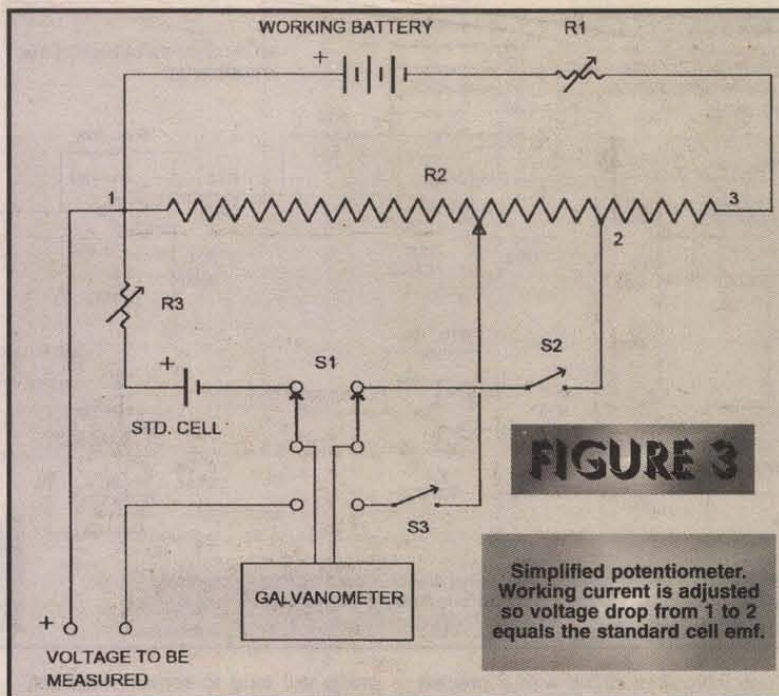 WORKING BATTERY
R1
+
R2
1
3
2
R3
+
S1
S2
STD. CELL
FIGURE 3
S3
GALVANOMETER
Simplified potentiometer.
Working current is adjusted
so voltage drop from 1 to 2
equals the standard cell emf.
+
VOLTAGE TO BE
MEASURED